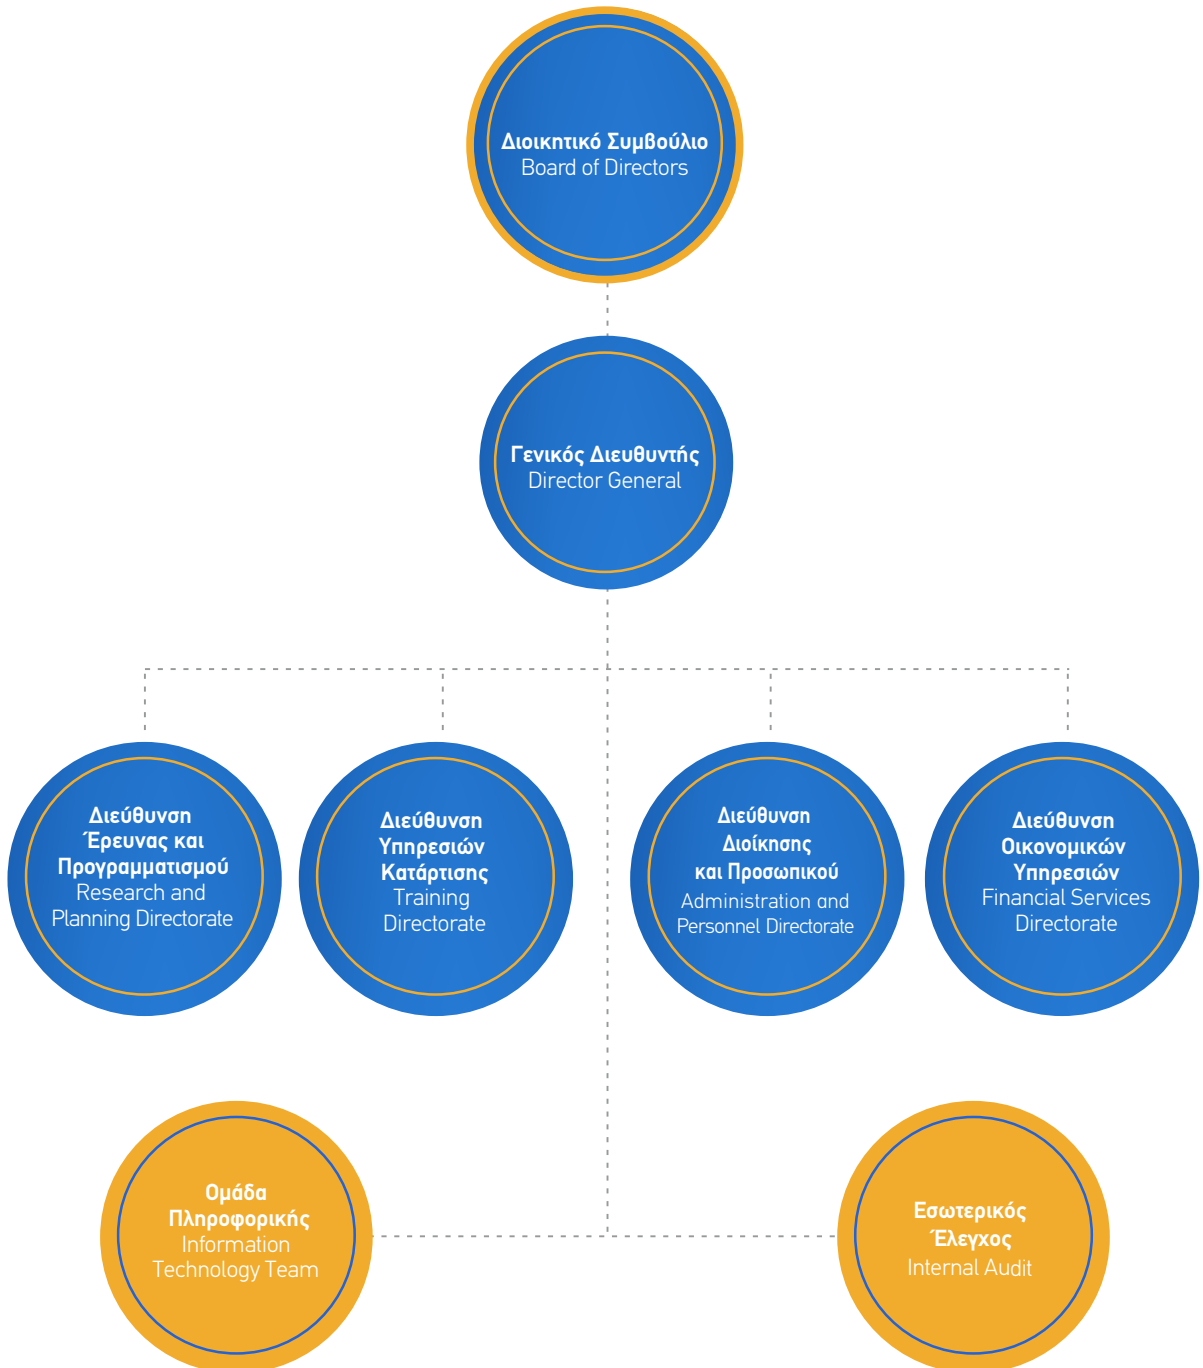 Διοικητικό Συμβούλιο
Board of Directors
Γενικός Διευθυντής
Director General
Διεύθυνση
Έρευνας και
Προγραμματισμού
Research and
Planning Directorate
Διεύθυνση
Υπηρεσιών
Κατάρτισης
Training
Directorate
Διεύθυνση
Διοίκησης
και Προσωπικού
Administration and
Personnel Directorate
Διεύθυνση
Οικονομικών
Υπηρεσιών
Financial Services
Directorate
Ομάδα
Πληροφορικής
Information
Technology Team
Εσωτερικός
Έλεγχος
Internal Audit